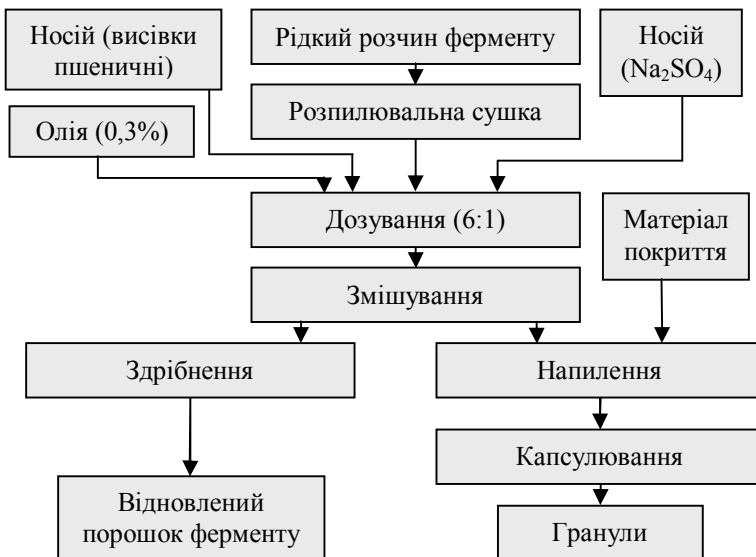 Носій (висівки
пшеничні)
Рідкий розчин ферменту
Носій
(Na₂SO₄)
Олія (0,3%)
Розпилювальна сушка
Дозування (6:1)
Матеріал
покриття
Змішування
Здрібнення
Напилення
Капсулювання
Відновлений
порошок ферменту
Гранули